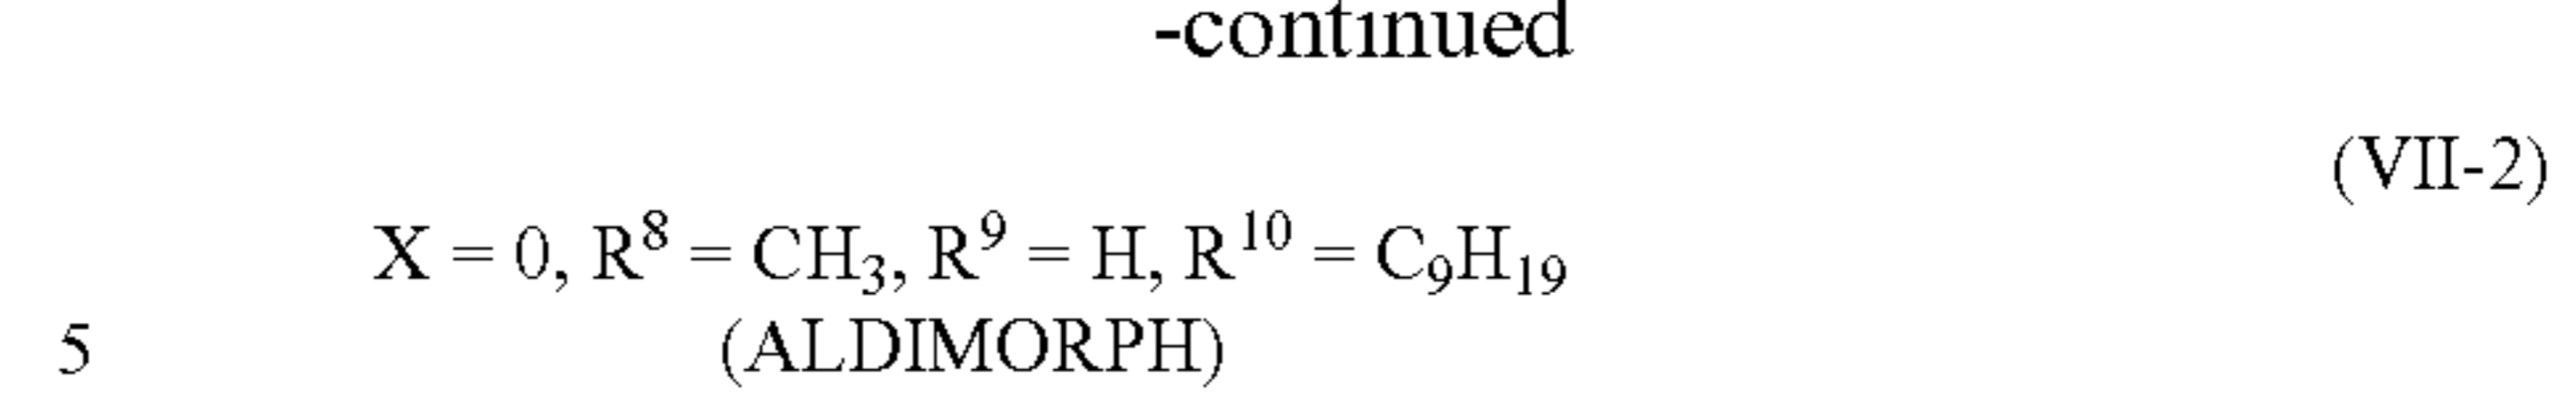 -continued
(VII-2)
X = 0, R⁸ = CH₃, R⁹ = H, R¹⁰ = C₉H₁₉
5 (ALDIMORPH)